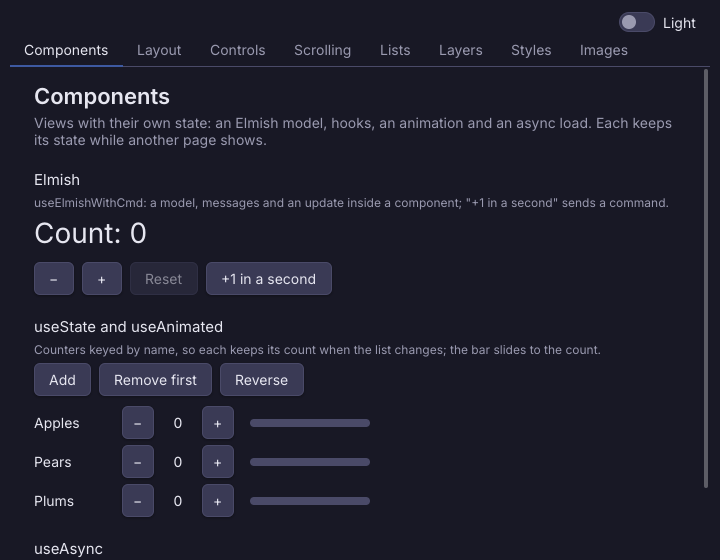 Light
Components Layout Controls Scrolling Lists Layers Styles Images
Components
Views with their own state: an Elmish model, hooks, an animation and an async load. Each keeps
its state while another page shows.
Elmish
useElmishWithCmd: a model, messages and an update inside a component; "+1 in a second" sends a command.
Count: 0
− + Reset +1 in a second
useState and useAnimated
Counters keyed by name, so each keeps its count when the list changes; the bar slides to the count.
Add Remove first Reverse
Apples − 0 +
Pears − 0 +
Plums − 0 +
useAsync